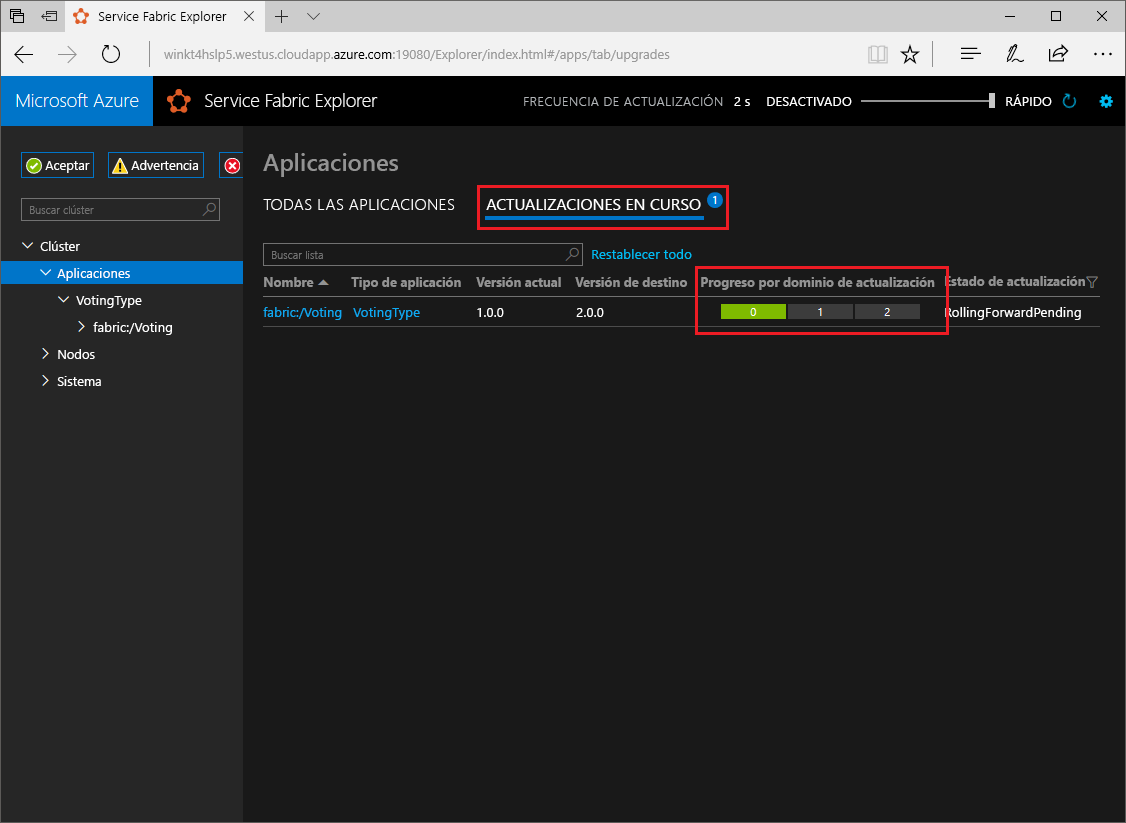 Service Fabric Explorer
winkt4hslp5.westus.cloudapp.azure.com:19080/Explorer/index.html#/apps/tab/upgrades
Microsoft Azure Service Fabric Explorer FRECUENCIA DE ACTUALIZACIÓN 2 s DESACTIVADO RÁPIDO
Aceptar Advertencia
Buscar clúster
Clúster
Aplicaciones
VotingType
fabric:/Voting
Nodos
Sistema
Aplicaciones
TODAS LAS APLICACIONES ACTUALIZACIONES EN CURSO 1
Buscar lista Restablecer todo
Nombre Tipo de aplicación Versión actual Versión de destino Progreso por dominio de actualización Estado de actualización
fabric:/Voting VotingType 1.0.0 2.0.0 0 1 2 RollingForwardPending